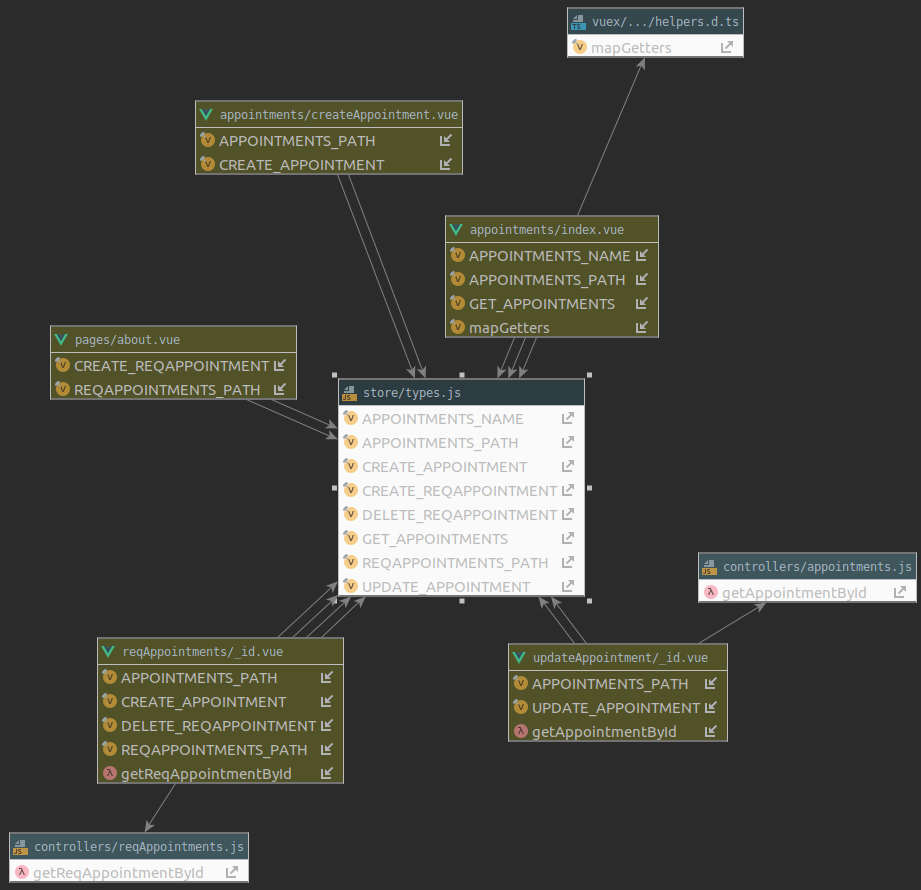 vuex/.../helpers.d.ts
mapGetters
appointments/createAppointment.vue
APPOINTMENTS_PATH
CREATE_APPOINTMENT
appointments/index.vue
APPOINTMENTS_NAME
APPOINTMENTS_PATH
GET_APPOINTMENTS
mapGetters
pages/about.vue
CREATE_REQAPPOINTMENT
REQAPPOINTMENTS_PATH
store/types.js
APPOINTMENTS_NAME
APPOINTMENTS_PATH
CREATE_APPOINTMENT
CREATE_REQAPPOINTMENT
DELETE_REQAPPOINTMENT
GET_APPOINTMENTS
REQAPPOINTMENTS_PATH
UPDATE_APPOINTMENT
controllers/appointments.js
getAppointmentById
reqAppointments/_id.vue
APPOINTMENTS_PATH
CREATE_APPOINTMENT
DELETE_REQAPPOINTMENT
REQAPPOINTMENTS_PATH
getReqAppointmentById
updateAppointment/_id.vue
APPOINTMENTS_PATH
UPDATE_APPOINTMENT
getAppointmentById
controllers/reqAppointments.js
getReqAppointmentById